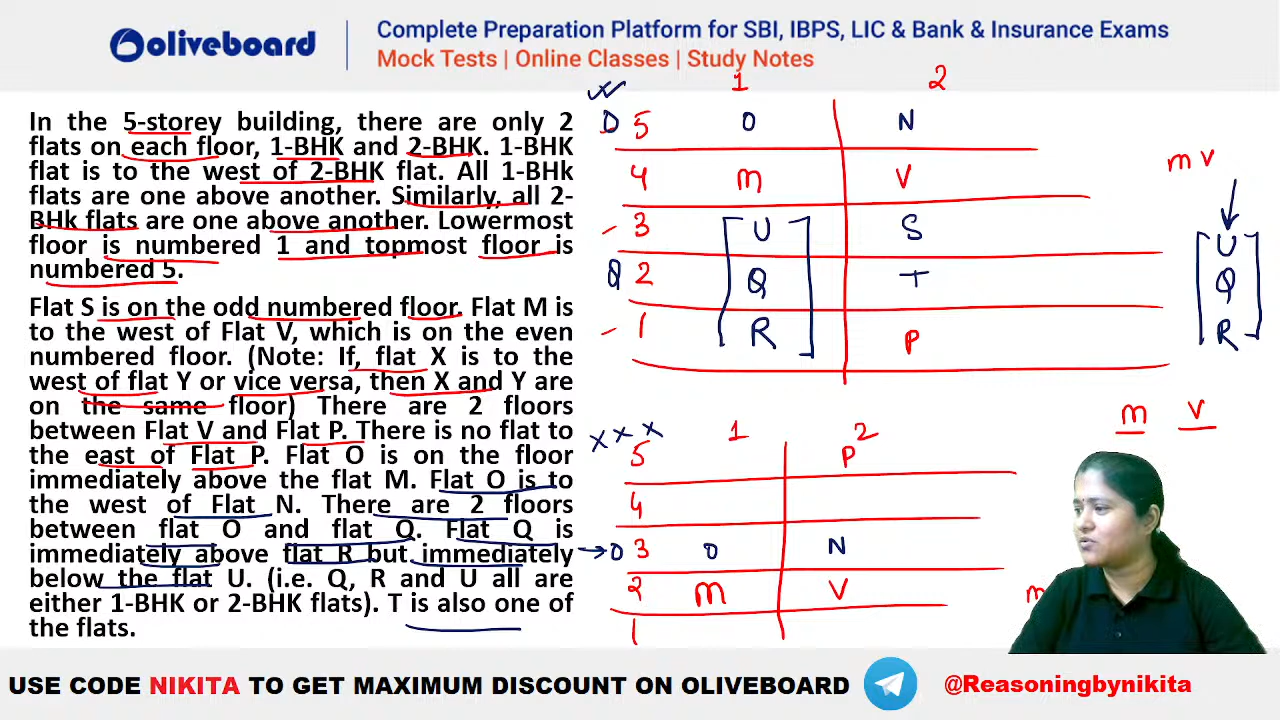 oliveboard
Complete Preparation Platform for SBI, IBPS, LIC & Bank & Insurance Exams
Mock Tests | Online Classes | Study Notes
In the 5-storey building, there are only 2
flats on each floor, 1-BHK and 2-BHK. 1-BHK
flat is to the west of 2-BHK flat. All 1-BHk
flats are one above another. Similarly, all 2-
BHk flats are one above another. Lowermost
floor is numbered 1 and topmost floor is
numbered 5.
Flat S is on the odd numbered floor. Flat M is
to the west of Flat V, which is on the even
numbered floor. (Note: If, flat X is to the
west of flat Y or vice versa, then X and Y are
on the same floor) There are 2 floors
between Flat V and Flat P. There is no flat to
the east of Flat P. Flat O is on the floor
immediately above the flat M. Flat O is to
the west of Flat N. There are 2 floors
between flat O and flat Q. Flat Q is
immediately above flat R but immediately
below the flat U. (i.e. Q, R and U all are
either 1-BHK or 2-BHK flats). T is also one of
the flats.
1 2
O 5 O N
4 M V
3 U S
Q 2 Q T
1 R P
M V
U
Q
R
M V
x x x 1 2
5 P
4
O 3 O N
2 M V
1
m
USE CODE NIKITA TO GET MAXIMUM DISCOUNT ON OLIVEBOARD
@Reasoningbynikita